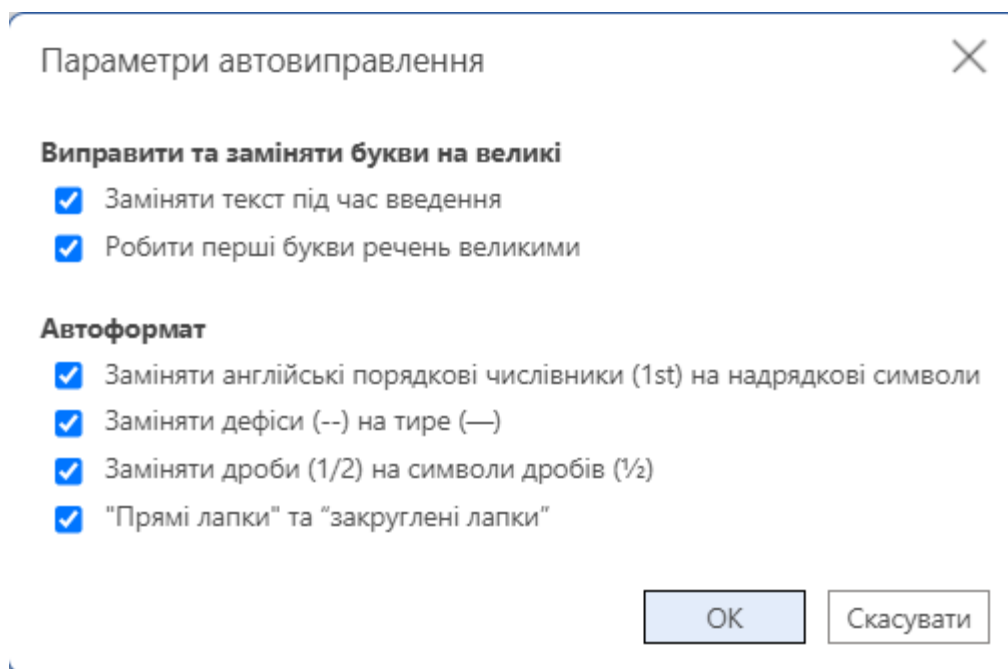 Параметри автовиправлення
Виправити та заміняти букви на великі
Заміняти текст під час введення
Робити перші букви речень великими
Автоформат
Заміняти англійські порядкові числівники (1st) на надрядкові символи
Заміняти дефіси (--) на тире (—)
Заміняти дроби (1/2) на символи дробів (½)
"Прямі лапки" та “закруглені лапки”
ОК
Скасувати